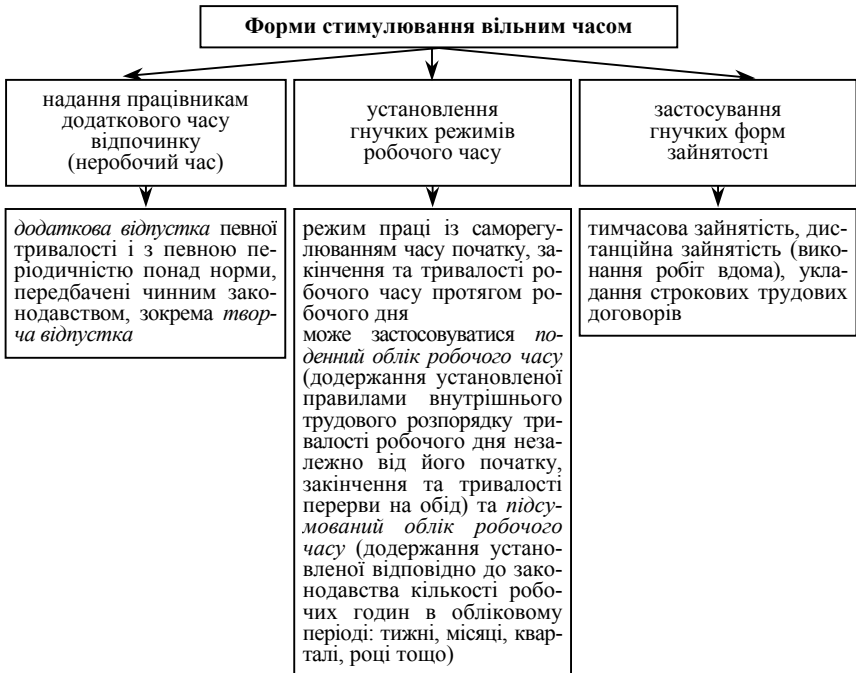 Форми стимулювання вільним часом
надання працівникам
додаткового часу
відпочинку
(неробочий час)
установлення
гнучких режимів
робочого часу
застосування
гнучких форм
зайнятості
додаткова відпустка певної
тривалості і з певною пе-
ріодичністю понад норми,
передбачені чинним зако-
нодавством, зокрема твор-
ча відпустка
режим праці із саморегу-
люванням часу початку, за-
кінчення та тривалості ро-
бочого часу протягом ро-
бочого дня
може застосовуватися по-
денний облік робочого часу
(додержання установленої
правилами внутрішнього
трудового розпорядку три-
валості робочого дня неза-
лежно від його початку,
закінчення та тривалості
перерви на обід) та підсу-
мований облік робочого
часу (додержання устано-
вленої відповідно до зако-
нодавства кількості робо-
чих годин в обліковому
періоді: тижні, місяці, квар-
талі, році тощо)
тимчасова зайнятість, дис-
танційна зайнятість (вико-
нання робіт вдома), укла-
дання строкових трудових
договорів